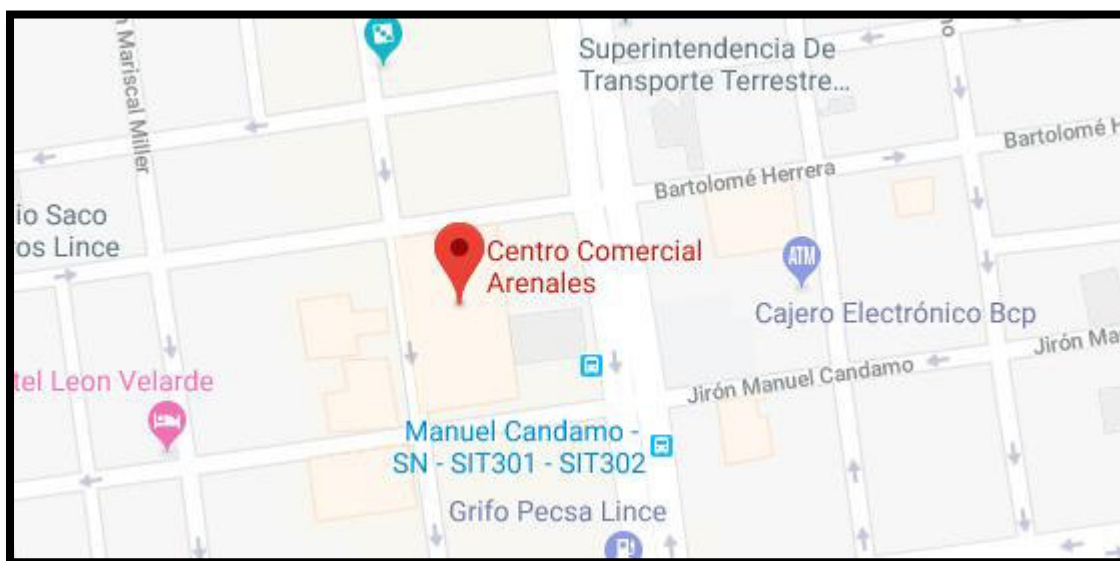 Mariscal Miller
Superintendencia De
Transporte Terrestre...
Bartolomé H
Bartolomé Herrera
io Saco
os Lince
Centro Comercial
Arenales
ATM
Cajero Electrónico Bcp
Jirón Ma
Jirón Manuel Candamo
tel Leon Velarde
Manuel Candamo -
SN - SIT301 - SIT302
Grifo Pecsa Lince